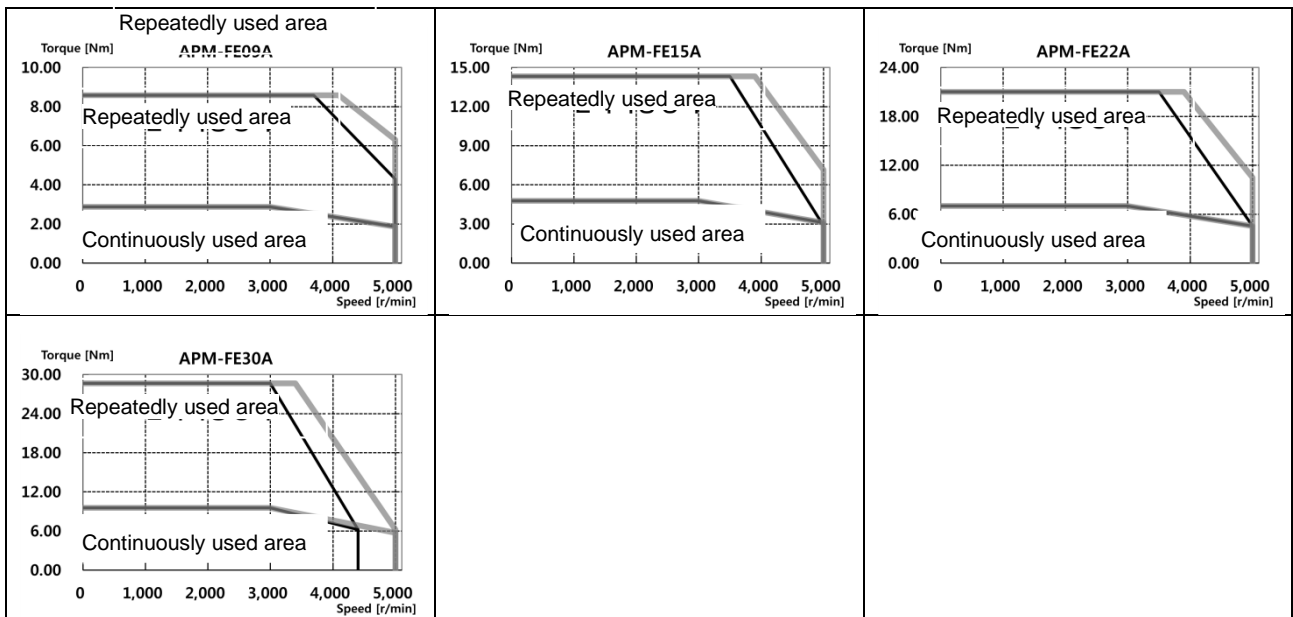 Repeatedly used area
Torque [Nm]
APM-FE09A
10.00
8.00
6.00
4.00
2.00
0.00
Repeatedly used area
Continuously used area
0 1,000 2,000 3,000 4,000 5,000
Speed [r/min]
Torque [Nm]
APM-FE15A
15.00
12.00
9.00
6.00
3.00
0.00
Repeatedly used area
Continuously used area
0 1,000 2,000 3,000 4,000 5,000
Speed [r/min]
Torque [Nm]
APM-FE22A
24.00
18.00
12.00
6.00
0.00
Repeatedly used area
Continuously used area
0 1,000 2,000 3,000 4,000 5,000
Speed [r/min]
Torque [Nm]
APM-FE30A
30.00
24.00
18.00
12.00
6.00
0.00
Repeatedly used area
Continuously used area
0 1,000 2,000 3,000 4,000 5,000
Speed [r/min]